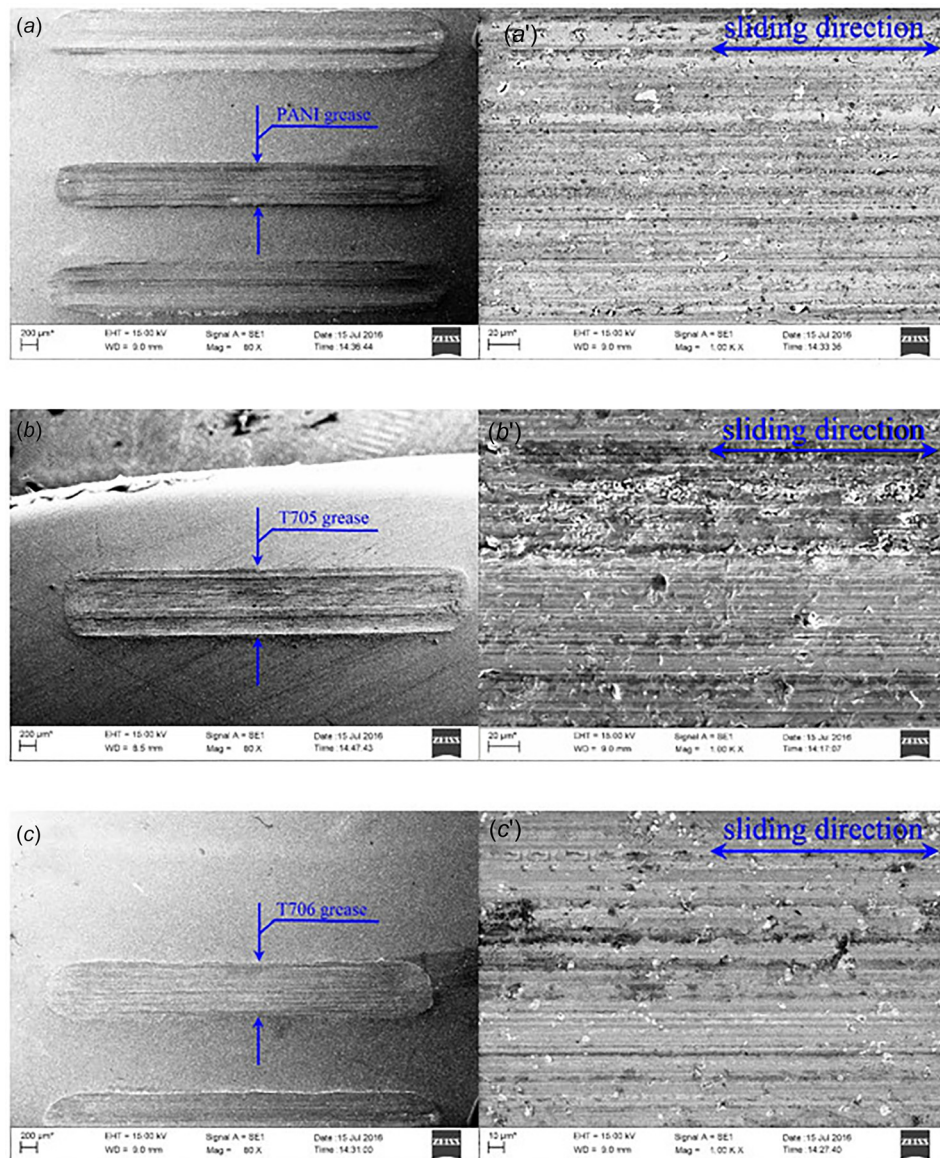 (a)
PANI grease
200 µm*
EHT = 15.00 kV
WD = 9.0 mm
Signal A = SE1
Mag = 80 X
Date :15 Jul 2016
Time :14:36:44
ZEISS
(a')
sliding direction
20 µm*
EHT = 15.00 kV
WD = 9.0 mm
Signal A = SE1
Mag = 1.00 K X
Date :15 Jul 2016
Time :14:33:36
ZEISS
(b)
T705 grease
200 µm*
EHT = 15.00 kV
WD = 8.5 mm
Signal A = SE1
Mag = 80 X
Date :15 Jul 2016
Time :14:47:43
ZEISS
(b')
sliding direction
20 µm*
EHT = 15.00 kV
WD = 9.0 mm
Signal A = SE1
Mag = 1.00 K X
Date :15 Jul 2016
Time :14:17:07
ZEISS
(c)
T706 grease
200 µm*
EHT = 15.00 kV
WD = 9.0 mm
Signal A = SE1
Mag = 80 X
Date :15 Jul 2016
Time :14:31:00
ZEISS
(c')
sliding direction
10 µm*
EHT = 15.00 kV
WD = 9.0 mm
Signal A = SE1
Mag = 1.00 K X
Date :15 Jul 2016
Time :14:27:40
ZEISS